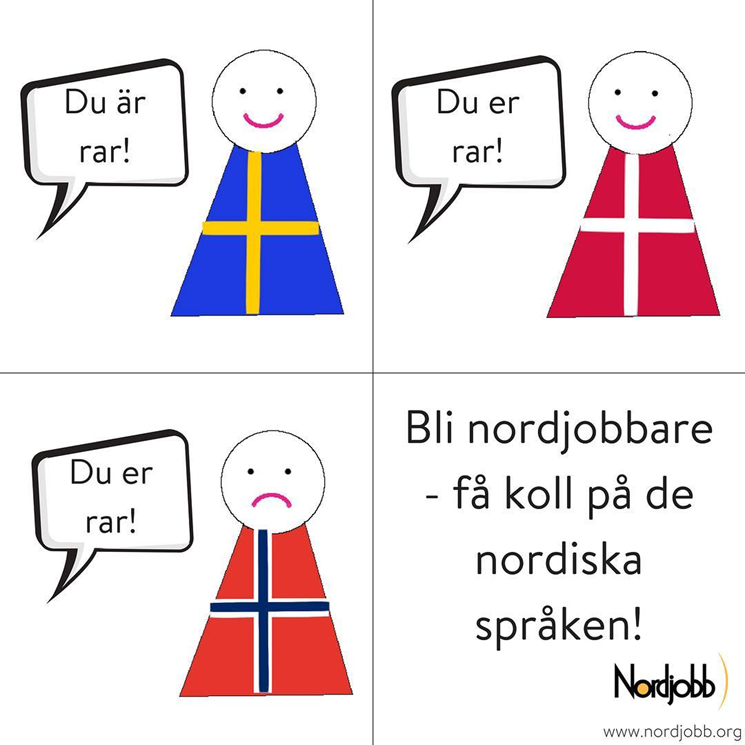 Du är
rar!
Du er
rar!
Du er
rar!
Bli nordjobbare
- få koll på de
nordiska
språken!
Nordjobb
www.nordjobb.org